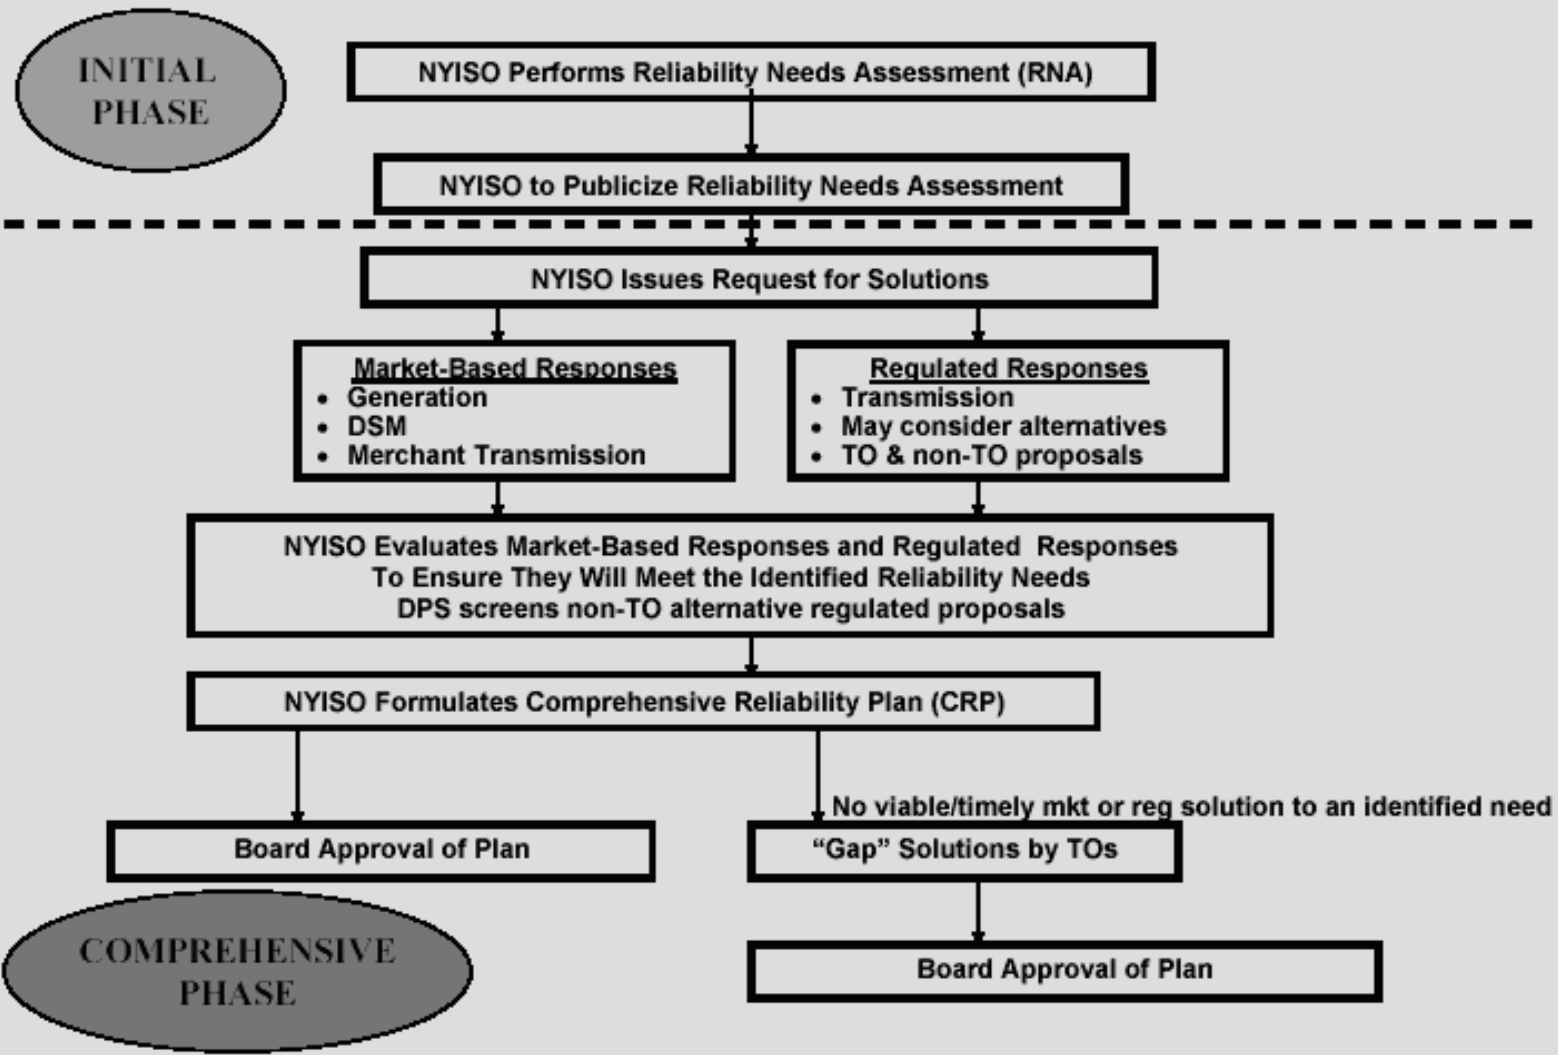 INITIAL
PHASE
NYISO Performs Reliability Needs Assessment (RNA)
NYISO to Publicize Reliability Needs Assessment
NYISO Issues Request for Solutions
Market-Based Responses
• Generation
• DSM
• Merchant Transmission
Regulated Responses
• Transmission
• May consider alternatives
• TO & non-TO proposals
NYISO Evaluates Market-Based Responses and Regulated Responses
To Ensure They Will Meet the Identified Reliability Needs
DPS screens non-TO alternative regulated proposals
NYISO Formulates Comprehensive Reliability Plan (CRP)
No viable/timely mkt or reg solution to an identified need
Board Approval of Plan
“Gap” Solutions by TOs
COMPREHENSIVE
PHASE
Board Approval of Plan